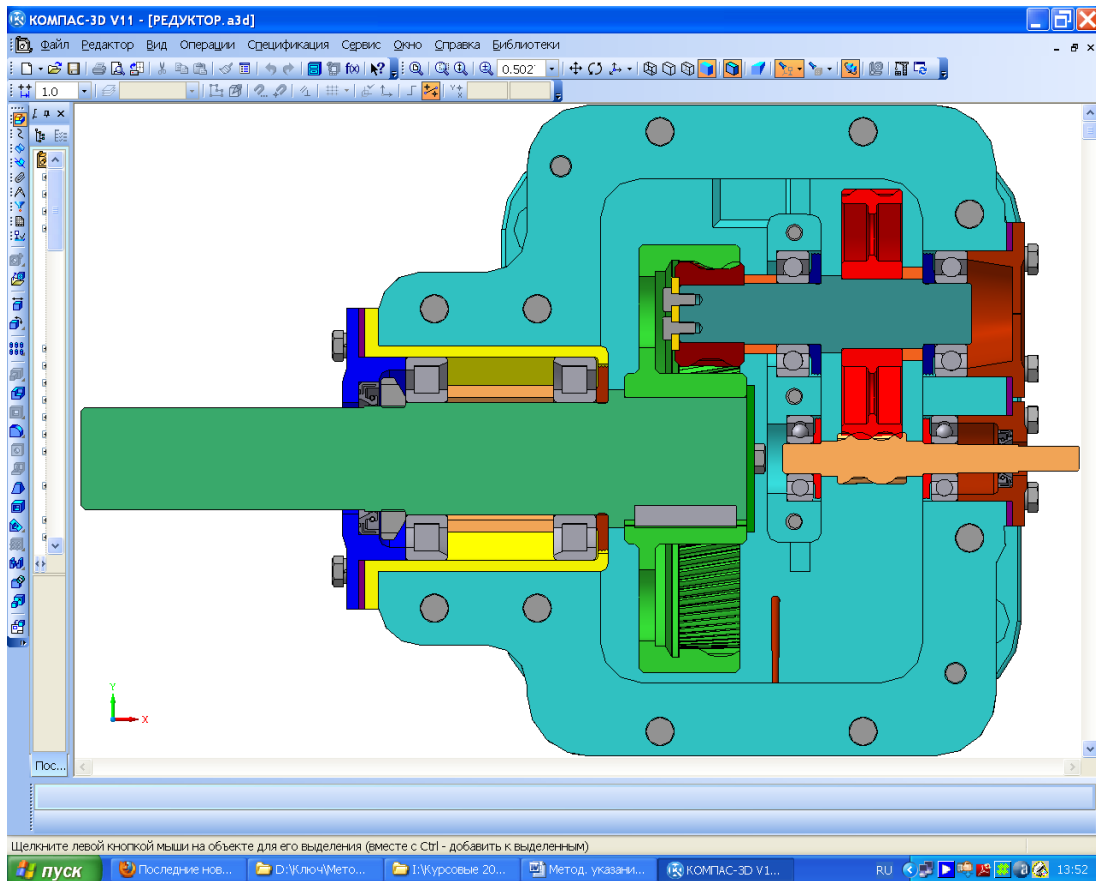 КОМПАС-3D V11 - [РЕДУКТОР.a3d]
Файл Редактор Вид Операции Спецификация Сервис Окно Справка Библиотеки
0.502
1.0
Y
X
Пос...
Щелкните левой кнопкой мыши на объекте для его выделения (вместе с Ctrl - добавить к выделенным)
пуск Последние нов... D:\Ключ\Мето... I:\Курсовые 20... Метод. указани... КОМПАС-3D V1... RU 13:52